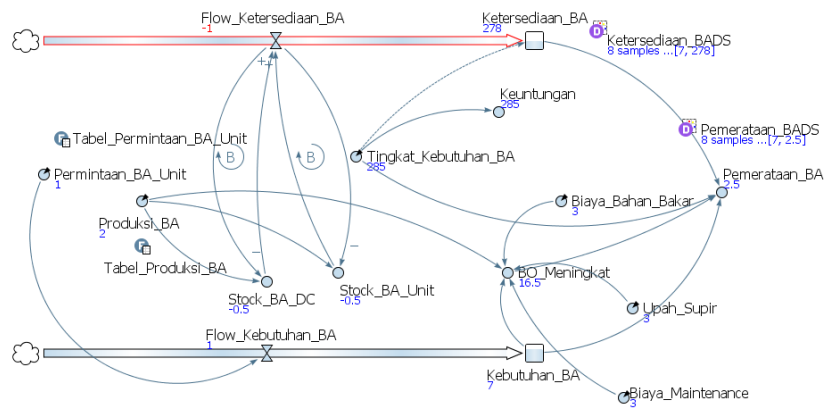 Flow_Ketersediaan_BA
-1
Ketersediaan_BA
278
D
Ketersediaan_BADS
8 samples ...[7, 278]
Keuntungan
285
Tabel_Permintaan_BA_Unit
D
Pemerataan_BADS
8 samples ...[7, 2.5]
B
B
Tingkat_Kebutuhan_BA
285
Permintaan_BA_Unit
1
Pemerataan_BA
2.5
Produksi_BA
2
Biaya_Bahan_Bakar
3
Tabel_Produksi_BA
BO_Meningkat
16.5
Stock_BA_DC
-0.5
Stock_BA_Unit
-0.5
Upah_Supir
3
Flow_Kebutuhan_BA
1
Kebutuhan_BA
7
Biaya_Maintenance
3